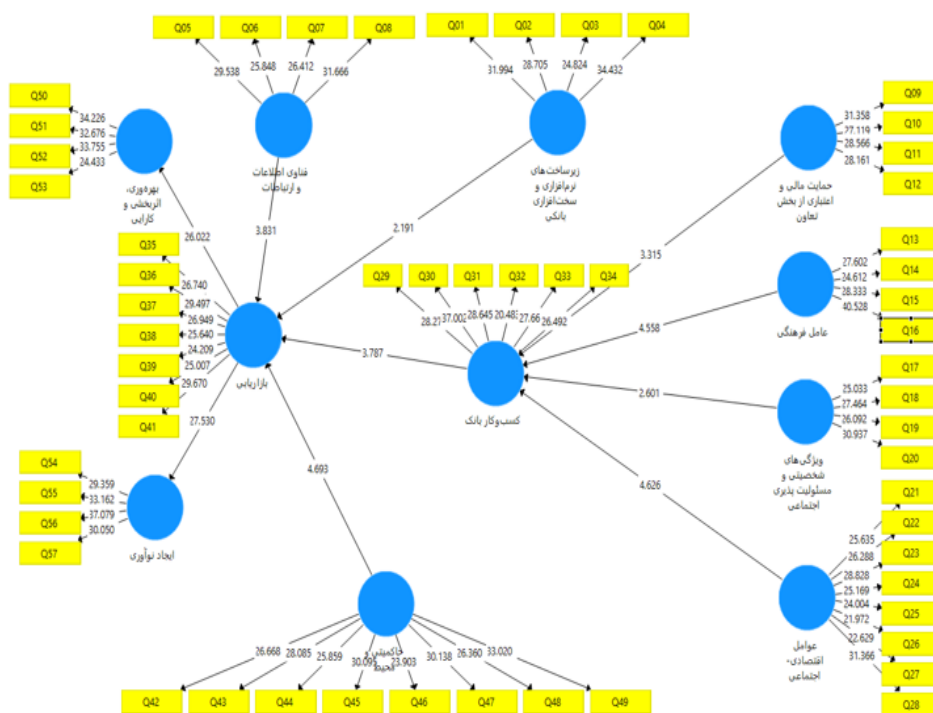 Q05
Q06
Q07
Q08
29.538
25.848
26.412
31.666
فناوی اطلاعات
و ارتباطات
Q01
Q02
Q03
Q04
31.994
28.705
24.824
34.432
زیرساخت‌های
نرم‌افزاری و
سخت‌افزاری
بانکی
Q50
Q51
Q52
Q53
34.226
32.676
33.755
24.433
بهره‌وری،
اثربخشی و
کارایی
Q09
Q10
Q11
Q12
31.358
77.119
28.566
28.161
حمایت مالی و
اعتباری از بخش
تعاون
26.022
3.831
2.191
3.315
Q35
Q36
Q37
Q38
Q39
Q40
Q41
26.740
29.497
26.949
25.640
24.209
25.007
29.670
بازاریابی
Q29
Q30
Q31
Q32
Q33
Q34
37.002
28.645
26.492
کسب‌وکار بانک
Q13
Q14
Q15
Q16
27.602
24.612
28.333
40.528
عامل فرهنگی
4.558
3.787
2.601
Q17
Q18
Q19
Q20
25.033
27.464
26.092
30.937
ویژگی‌های
شخصیتی و
مسئولیت پذیری
اجتماعی
27.530
4.693
4.626
Q54
Q55
Q56
Q57
29.359
33.162
37.079
30.050
ایجاد نوآوری
Q21
Q22
Q23
Q24
Q25
Q26
Q27
Q28
25.635
26.288
28.828
25.169
24.004
21.972
22.629
31.366
عوامل
اقتصادی-
اجتماعی
حاکمیتی و
محیط
26.668
28.085
25.859
30.095
23.903
30.138
26.360
33.020
Q42
Q43
Q44
Q45
Q46
Q47
Q48
Q49